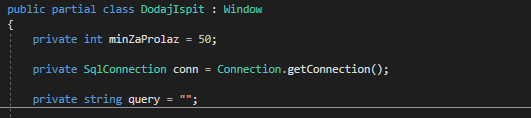 public partial class DodajIspit : Window
{
private int minZaProlaz = 50;
private SqlConnection conn = Connection.getConnection();
private string query = "";